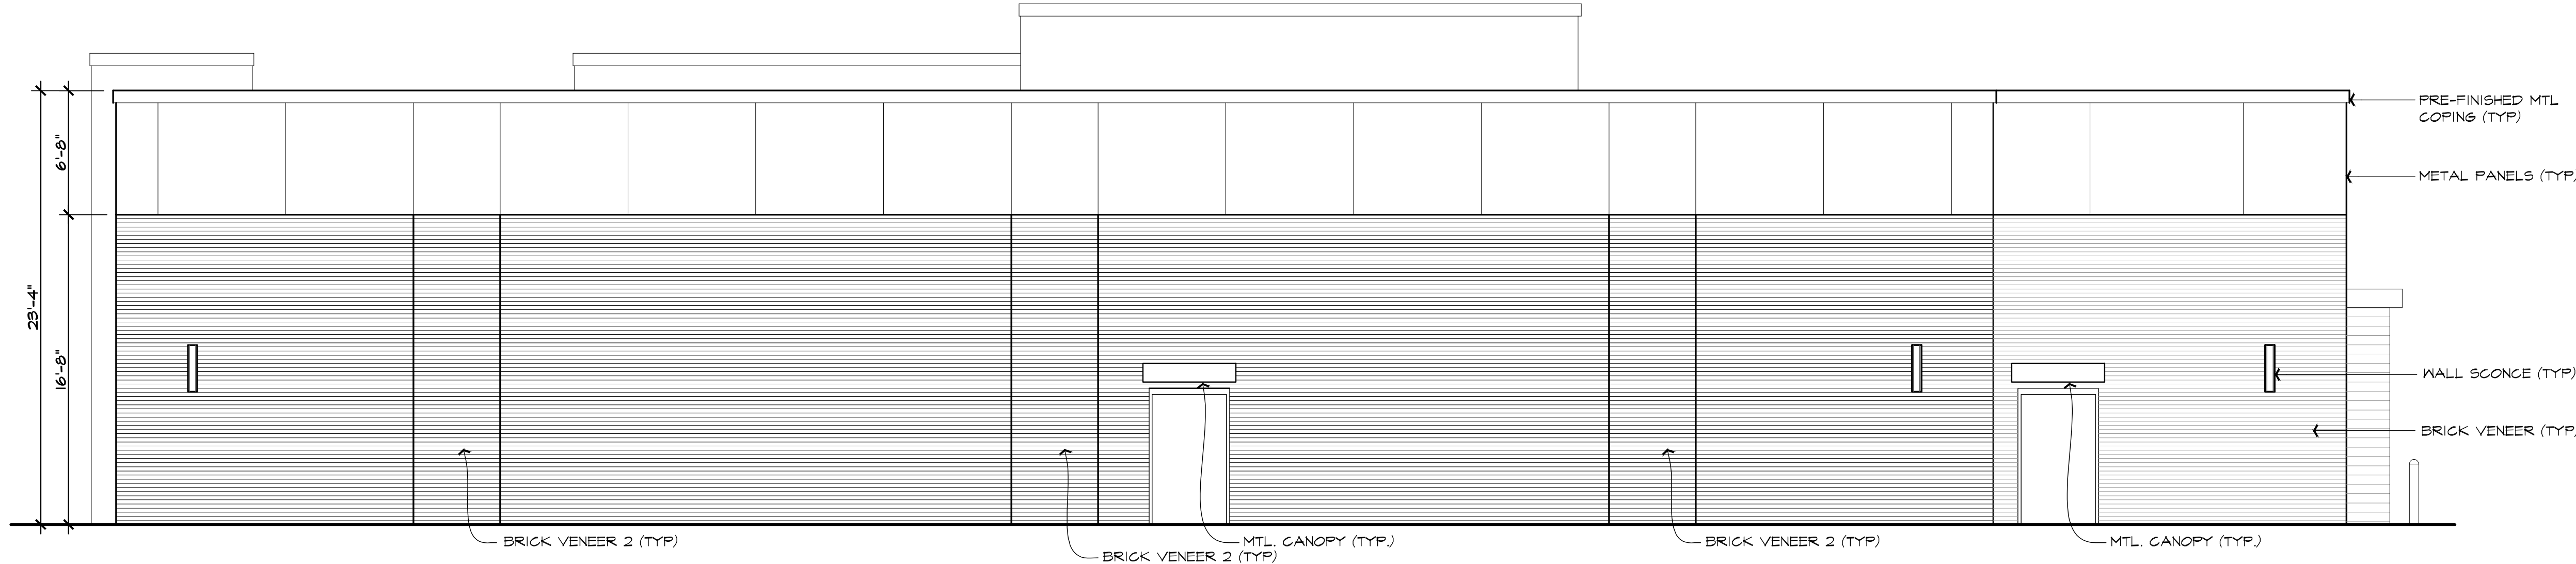 PRE-FINISHED MTL
COPING (TYP)
6'-8"
METAL PANELS (TYP)
23'-4"
16'-8"
WALL SCONCE (TYP)
BRICK VENEER (TYP)
BRICK VENEER 2 (TYP)
BRICK VENEER 2 (TYP)
MTL. CANOPY (TYP.)
BRICK VENEER 2 (TYP)
MTL. CANOPY (TYP.)